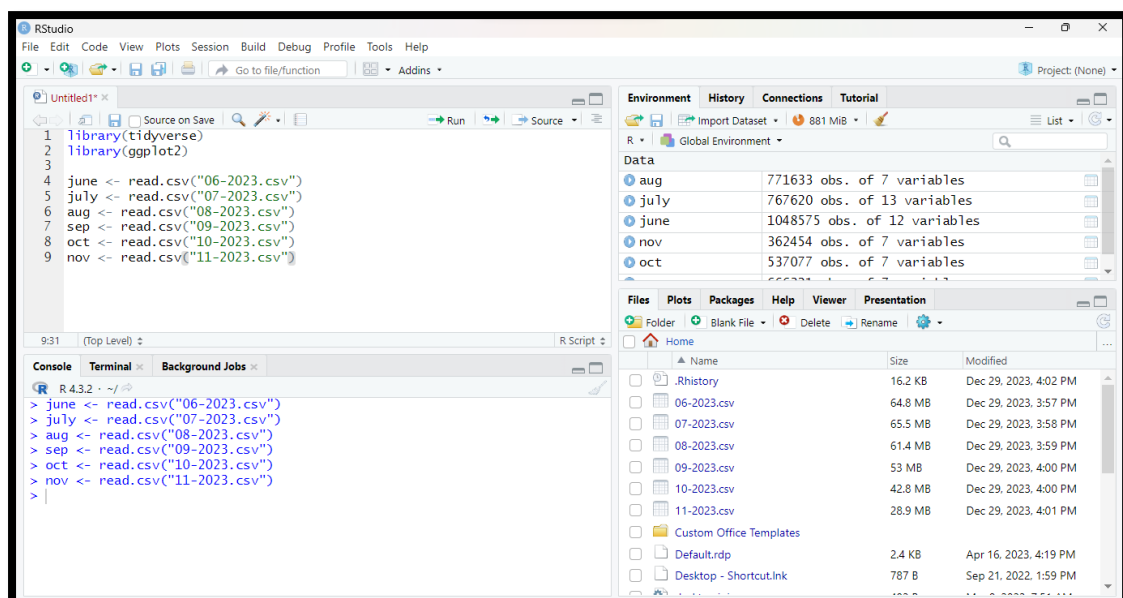 RStudio
File Edit Code View Plots Session Build Debug Profile Tools Help
Go to file/function Addins
Project: (None)
Untitled1*
Source on Save Run Source
1 library(tidyverse)
2 library(ggplot2)
3
4 june <- read.csv("06-2023.csv")
5 july <- read.csv("07-2023.csv")
6 aug <- read.csv("08-2023.csv")
7 sep <- read.csv("09-2023.csv")
8 oct <- read.csv("10-2023.csv")
9 nov <- read.csv("11-2023.csv")
9:31 (Top Level) R Script
Console Terminal Background Jobs
R 4.3.2 · ~/
> june <- read.csv("06-2023.csv")
> july <- read.csv("07-2023.csv")
> aug <- read.csv("08-2023.csv")
> sep <- read.csv("09-2023.csv")
> oct <- read.csv("10-2023.csv")
> nov <- read.csv("11-2023.csv")
>
Environment History Connections Tutorial
Import Dataset 881 MiB List
R Global Environment
Data
aug 771633 obs. of 7 variables
july 767620 obs. of 13 variables
june 1048575 obs. of 12 variables
nov 362454 obs. of 7 variables
oct 537077 obs. of 7 variables
Files Plots Packages Help Viewer Presentation
Folder Blank File Delete Rename
Home
Name Size Modified
.Rhistory 16.2 KB Dec 29, 2023, 4:02 PM
06-2023.csv 64.8 MB Dec 29, 2023, 3:57 PM
07-2023.csv 65.5 MB Dec 29, 2023, 3:58 PM
08-2023.csv 61.4 MB Dec 29, 2023, 3:59 PM
09-2023.csv 53 MB Dec 29, 2023, 4:00 PM
10-2023.csv 42.8 MB Dec 29, 2023, 4:00 PM
11-2023.csv 28.9 MB Dec 29, 2023, 4:01 PM
Custom Office Templates
Default.rdp 2.4 KB Apr 16, 2023, 4:19 PM
Desktop - Shortcut.lnk 787 B Sep 21, 2022, 1:59 PM